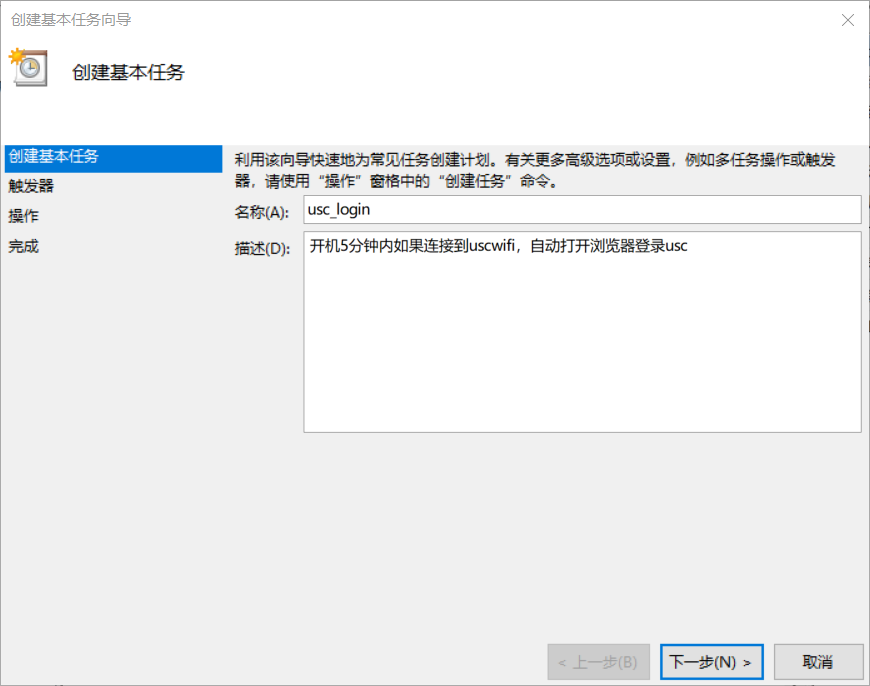 创建基本任务向导
创建基本任务
创建基本任务
触发器
操作
完成
利用该向导快速地为常见任务创建计划。有关更多高级选项或设置，例如多任务操作或触发
器，请使用“操作”窗格中的“创建任务”命令。
名称(A):
usc_login
描述(D):
开机5分钟内如果连接到uscwifi，自动打开浏览器登录usc
< 上一步(B)
下一步(N) >
取消